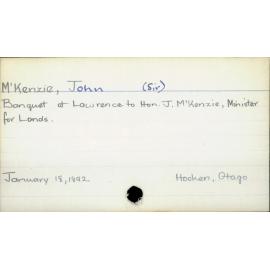 M'Kenzie, John (Sir)
Banquet at Lawrence to Hon. J. M'Kenzie, Minister
for Lands.
January 18, 1892 Hocken, Otago